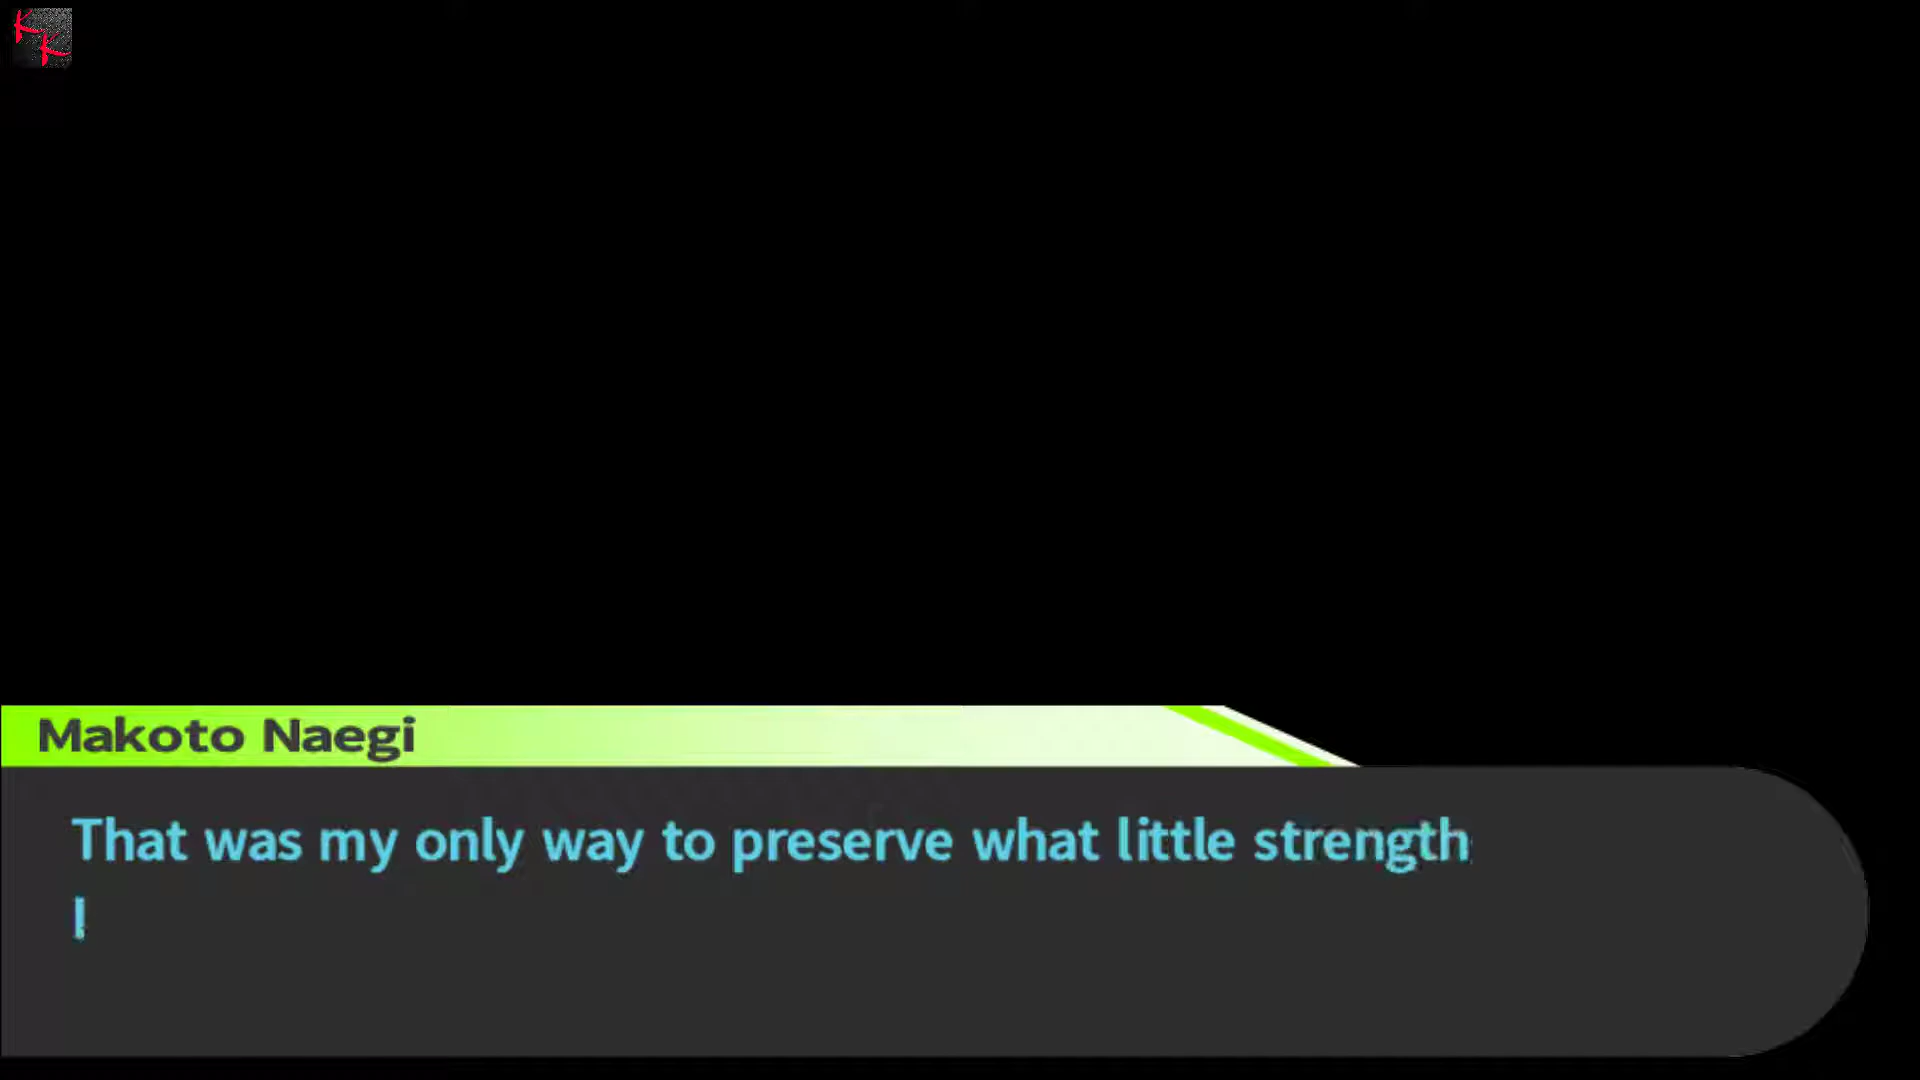 K
K
Makoto Naegi
That was my only way to preserve what little strength
I